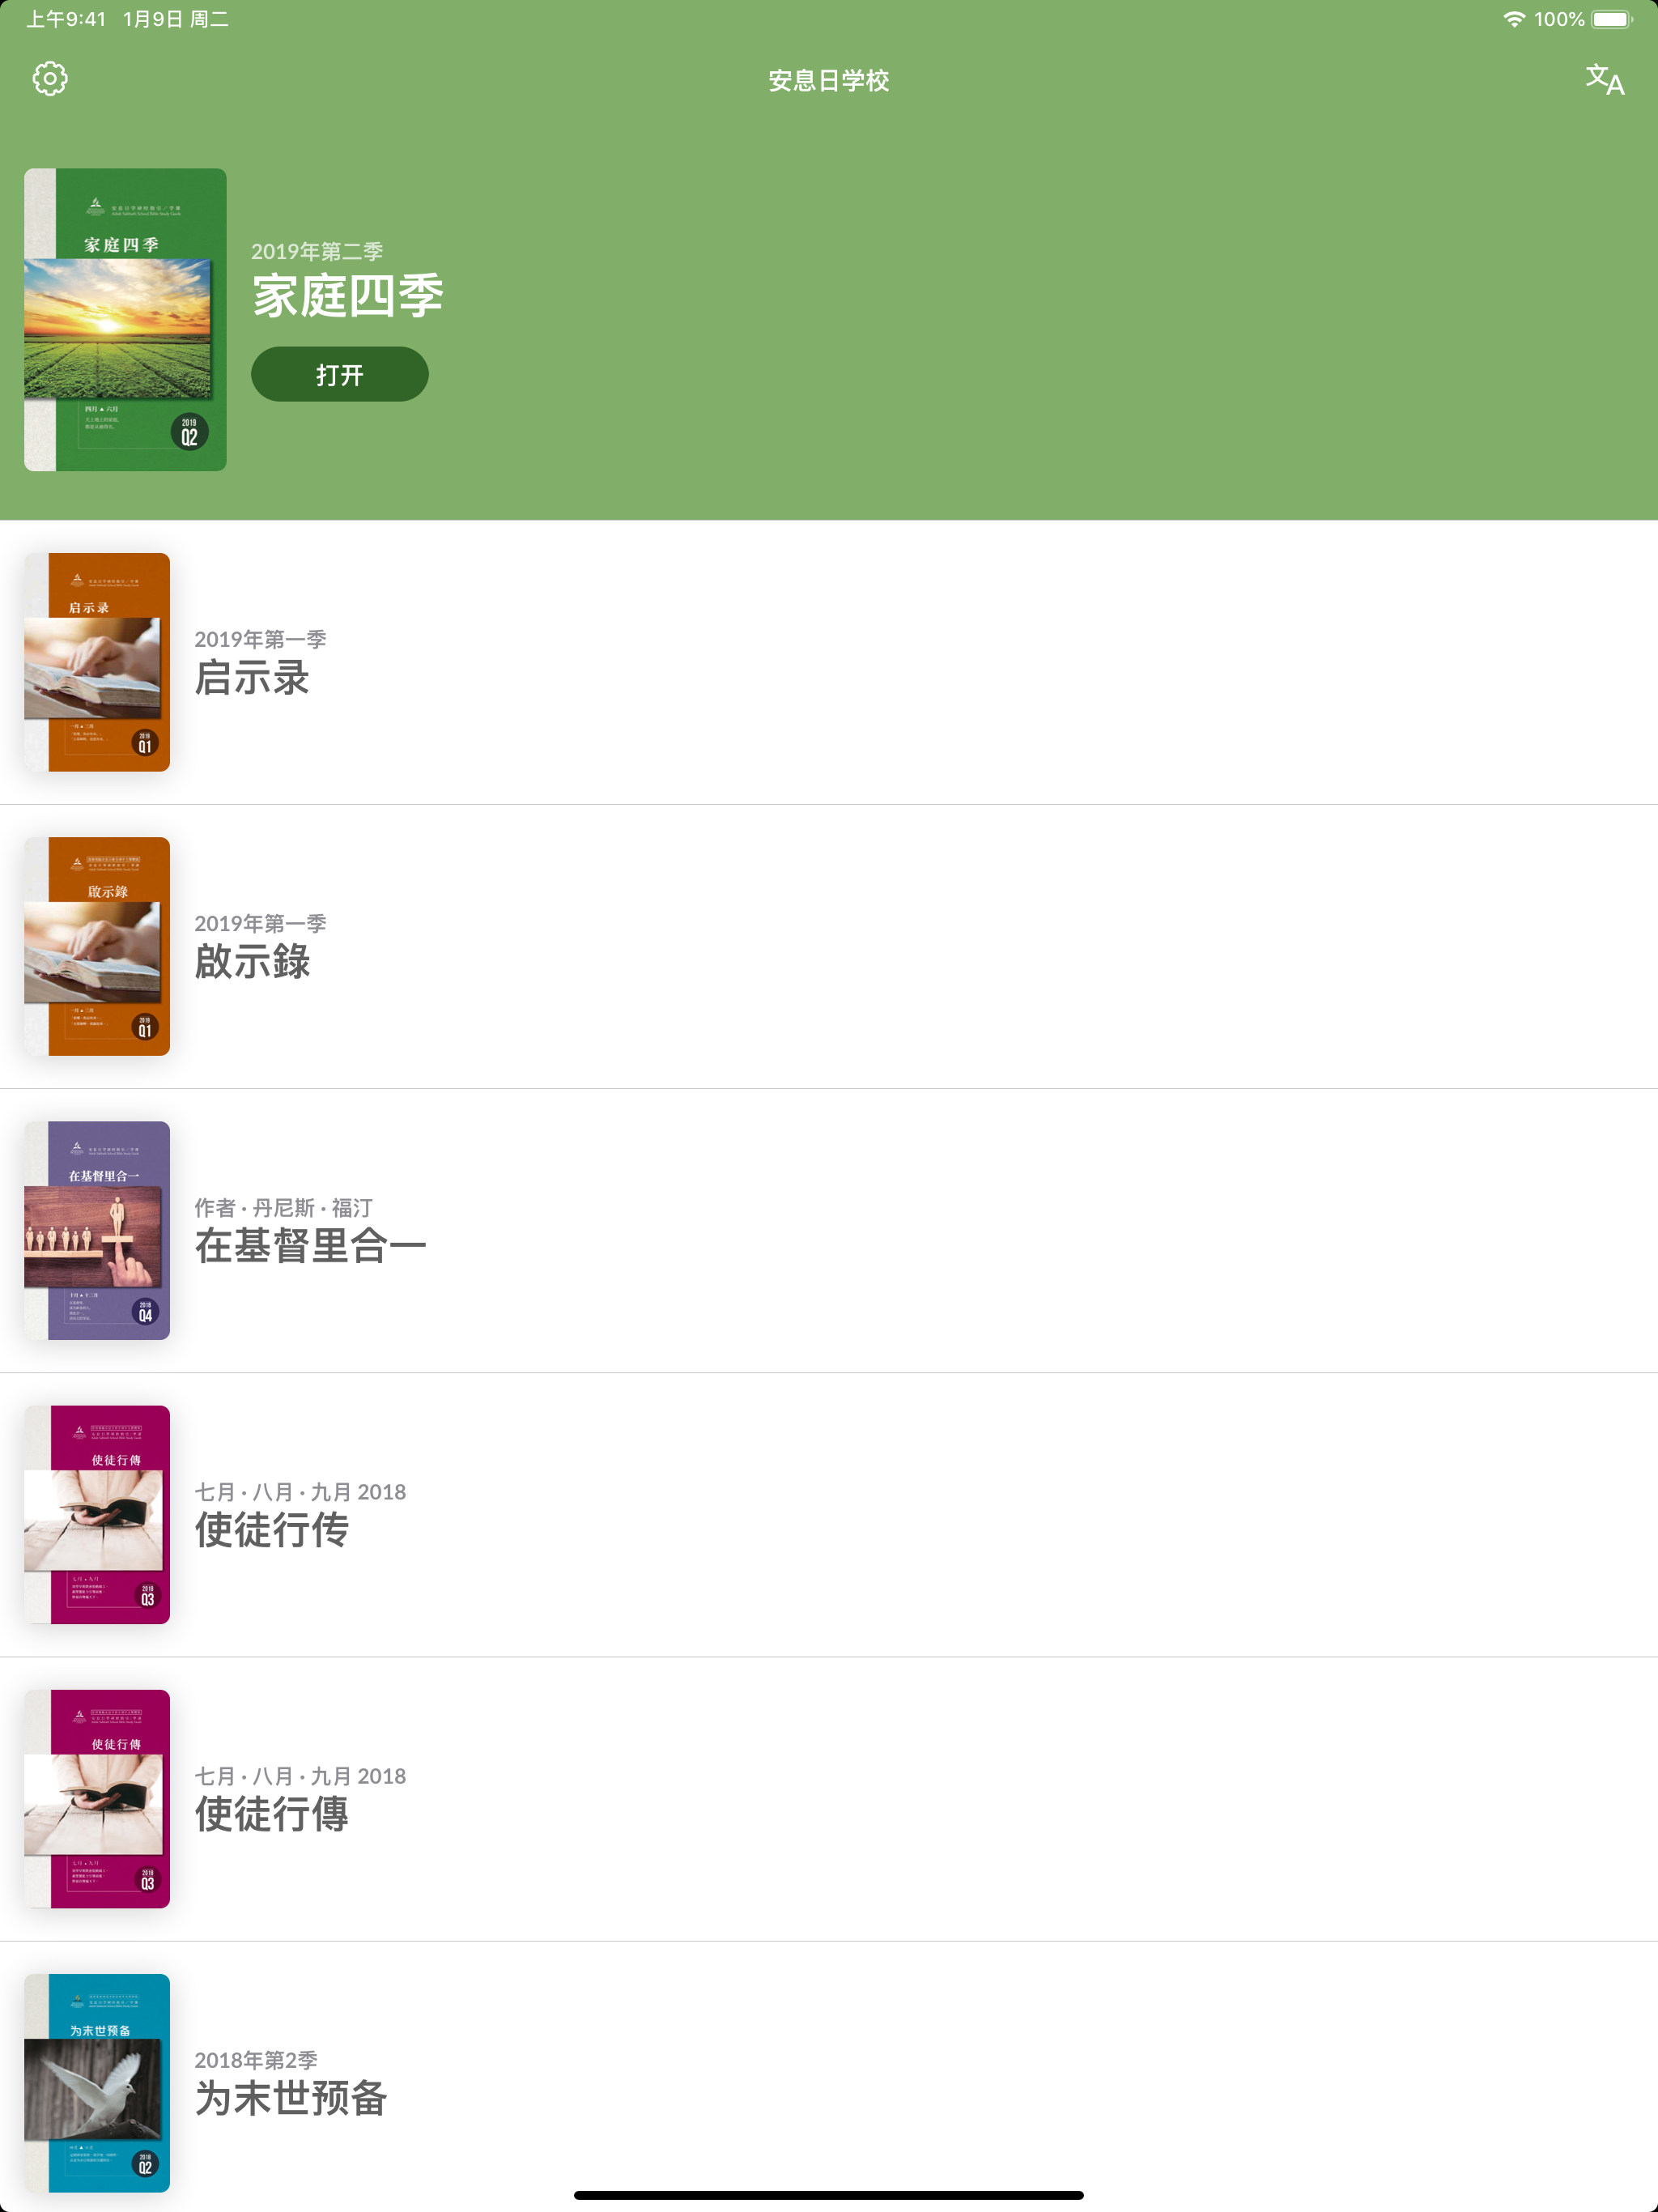 上午9:41 1月9日 周二
100%
安息日学校
文A
家庭四季
四月 ▲ 六月
2019
Q2
2019年第二季
家庭四季
打开
启示录
2019
Q1
2019年第一季
启示录
啟示錄
2019
Q1
2019年第一季
啟示錄
在基督里合一
十月 ▲ 十二月
2018
Q4
作者 · 丹尼斯 · 福汀
在基督里合一
使徒行傳
七月 ▲ 九月
2018
Q3
七月 · 八月 · 九月 2018
使徒行传
使徒行傳
七月 ▲ 九月
2018
Q3
七月 · 八月 · 九月 2018
使徒行傳
为末世预备
2018
Q2
2018年第2季
为末世预备